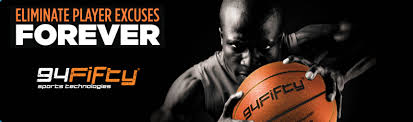 ELIMINATE PLAYER EXCUSES
FOREVER
94FIFTY
sports technologies
94FIFTY